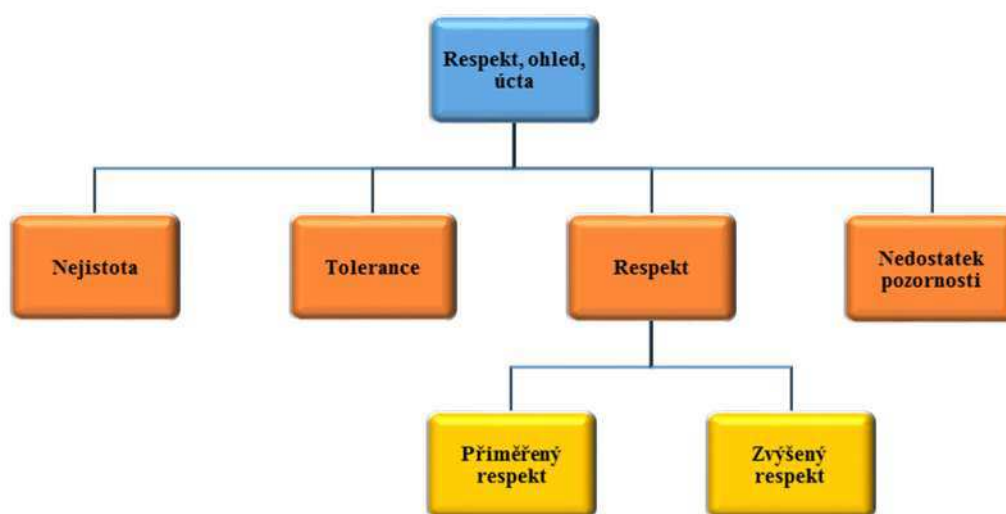 Respekt, ohled,
úcta
Nejistota
Tolerance
Respekt
Nedostatek
pozornosti
Přiměřený
respekt
Zvýšený
respekt